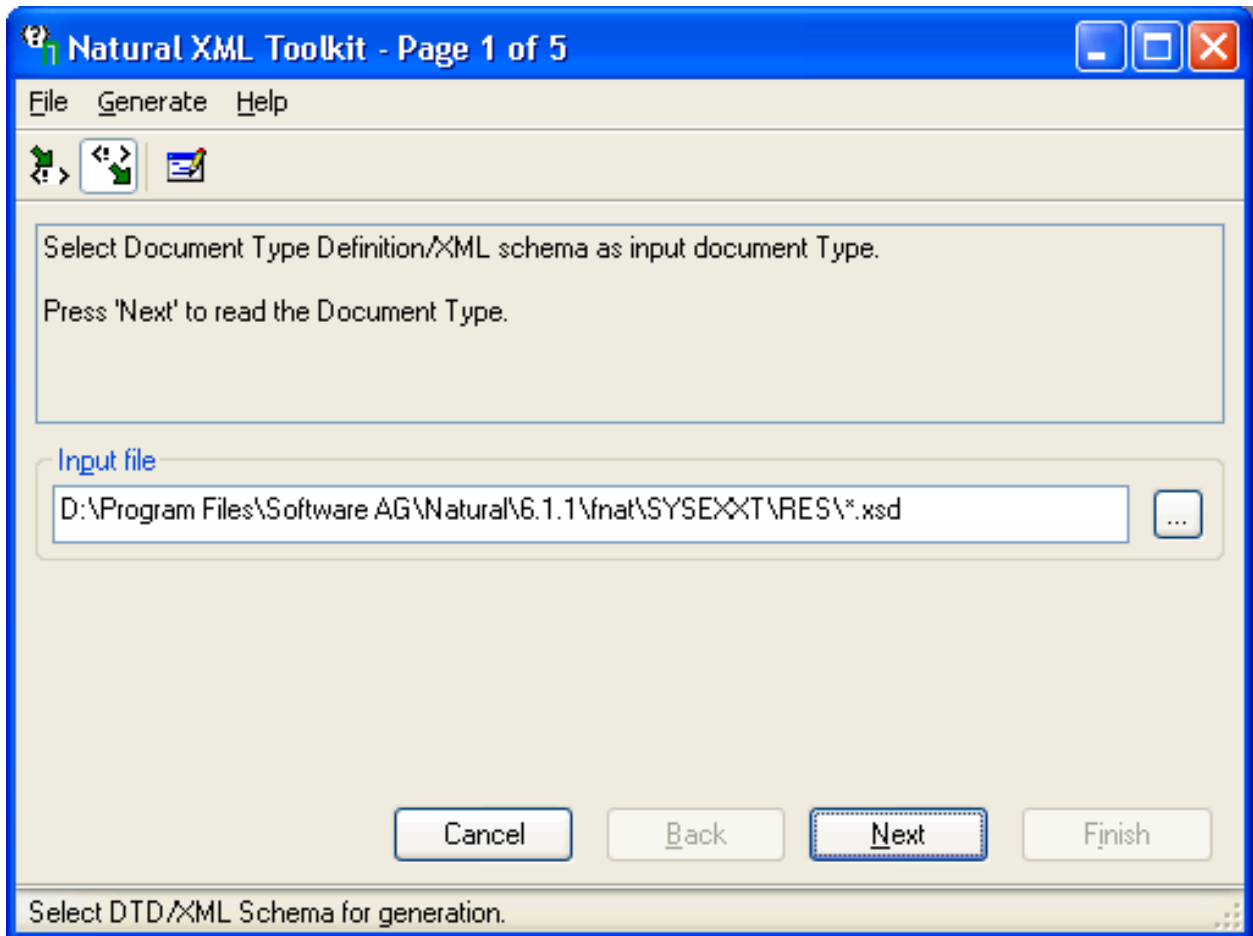 Natural XML Toolkit - Page 1 of 5
File Generate Help
Select Document Type Definition/XML schema as input document Type.
Press 'Next' to read the Document Type.
Input file
D:\Program Files\Software AG\Natural\6.1.1\fnat\SYSEXXT\RES\*.xsd
...
Cancel Back Next Finish
Select DTD/XML Schema for generation.